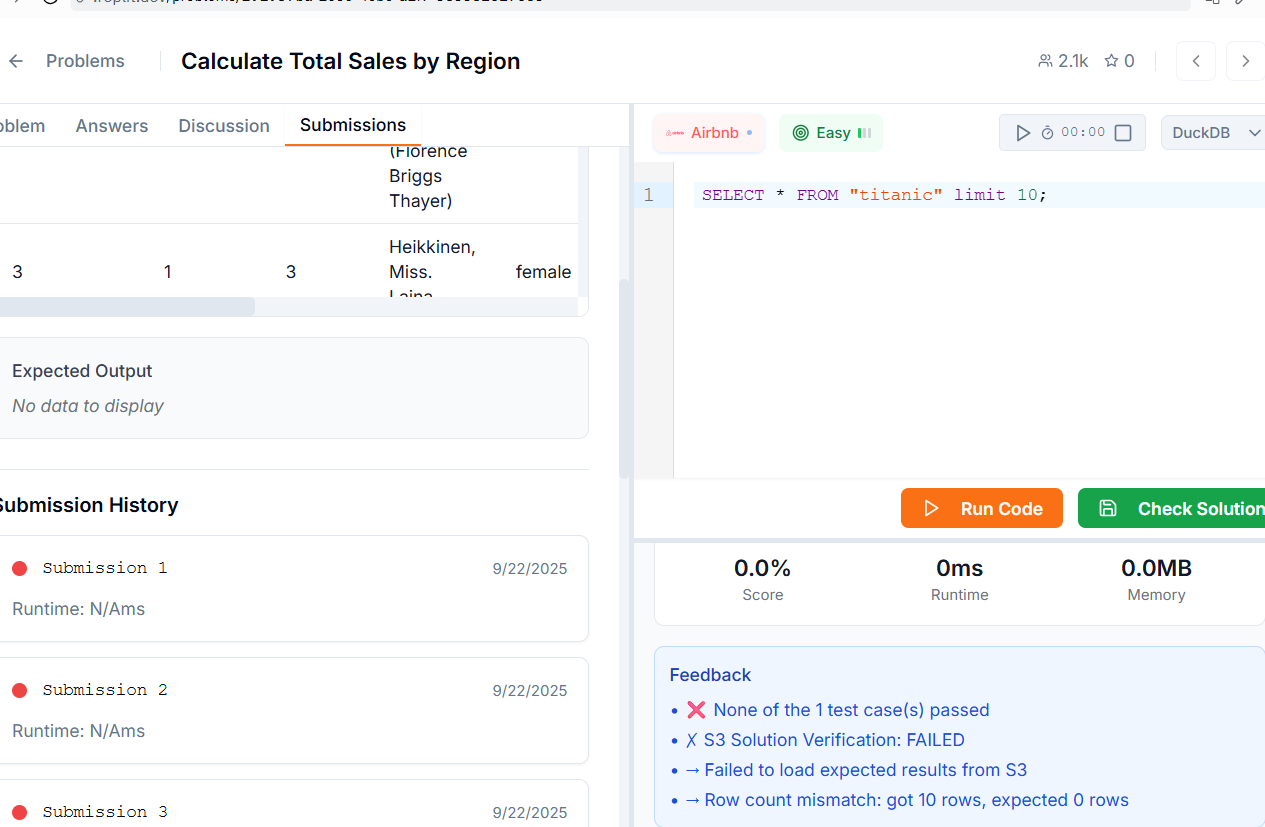 Problems
Calculate Total Sales by Region
2.1k
0
Answers
Discussion
Submissions
(Florence
Briggs
Thayer)
3
1
3
Heikkinen,
Miss.
Laina
female
Expected Output
No data to display
Submission History
Submission 1
9/22/2025
Runtime: N/Ams
Submission 2
9/22/2025
Runtime: N/Ams
Submission 3
9/22/2025
Airbnb
Easy
00:00
DuckDB
1
SELECT * FROM "titanic" limit 10;
Run Code
Check Solution
0.0%
Score
0ms
Runtime
0.0MB
Memory
Feedback
• ❌ None of the 1 test case(s) passed
• ✗ S3 Solution Verification: FAILED
• → Failed to load expected results from S3
• → Row count mismatch: got 10 rows, expected 0 rows